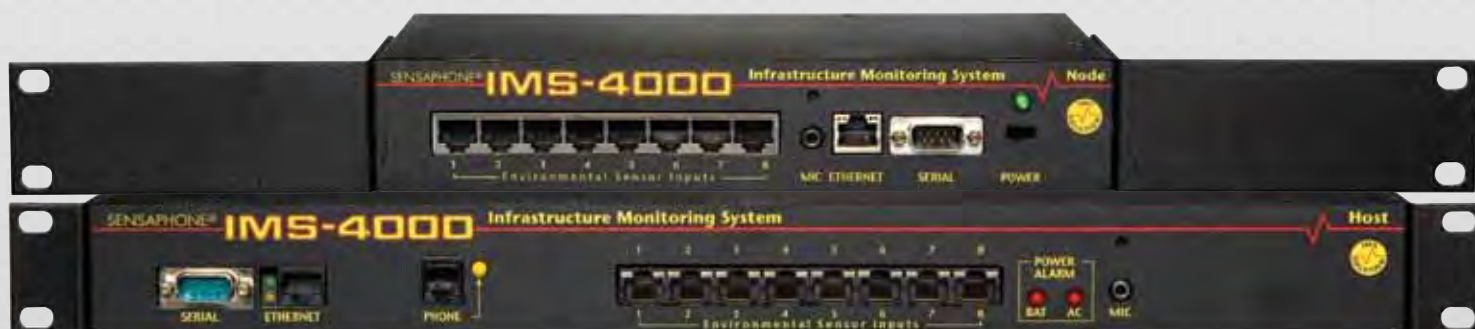 SENSAPHONE® IMS-4000 Infrastructure Monitoring System Node
1 2 3 4 5 6 7 8
Environmental Sensor Inputs
MIC ETHERNET SERIAL POWER
SENSAPHONE® IMS-4000 Infrastructure Monitoring System Host
1 2 3 4 5 6 7 8
POWER
ALARM
BAT AC
SERIAL ETHERNET PHONE
1 2 3 4 5 6 7 8
MIC
Environmental Sensor Inputs